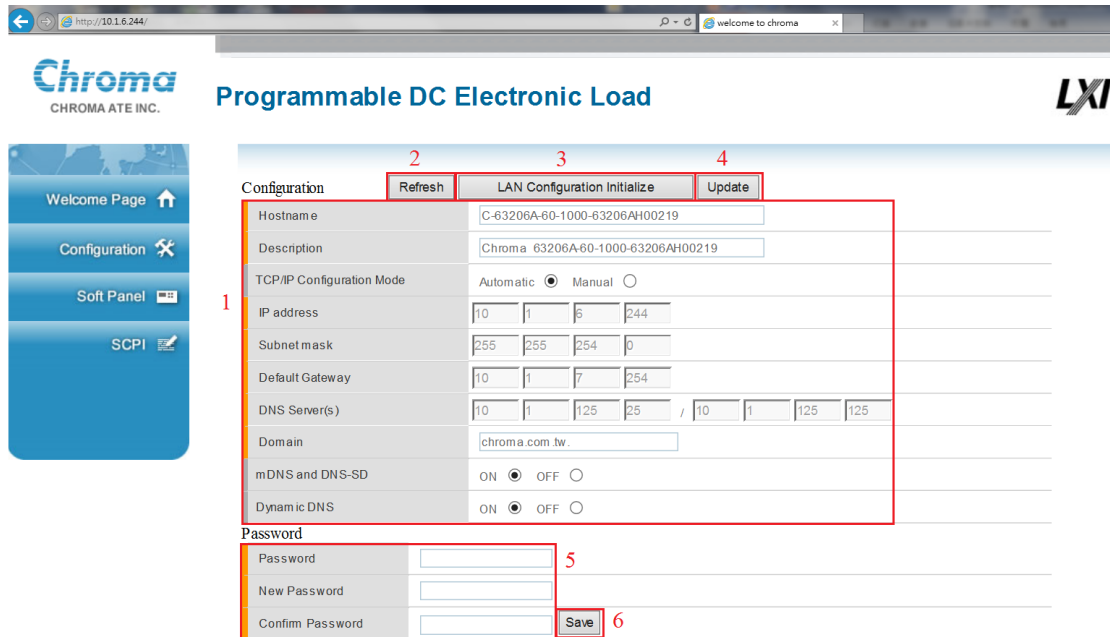 http://10.1.6.244/
welcome to chroma
Chroma
CHROMA ATE INC.
Programmable DC Electronic Load
LXI
Welcome Page
Configuration
Soft Panel
SCPI
2 3 4
Configuration Refresh LAN Configuration Initialize Update
1
Hostname C-63206A-60-1000-63206AH00219
Description Chroma 63206A-60-1000-63206AH00219
TCP/IP Configuration Mode Automatic Manual
IP address 10 1 6 244
Subnet mask 255 255 254 0
Default Gateway 10 1 7 254
DNS Server(s) 10 1 125 25 / 10 1 125 125
Domain chroma.com.tw.
mDNS and DNS-SD ON OFF
Dynamic DNS ON OFF
Password
Password 5
New Password
Confirm Password Save 6